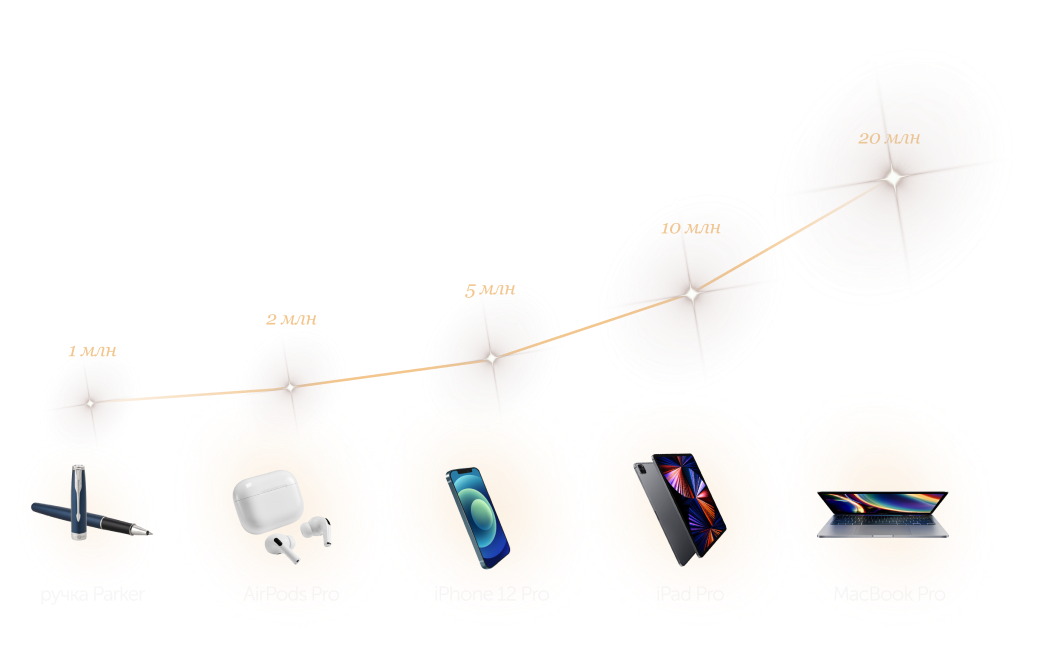 20 млн
10 млн
5 млн
2 млн
1 млн
ручка Parker
AirPods Pro
iPhone 12 Pro
iPad Pro
MacBook Pro